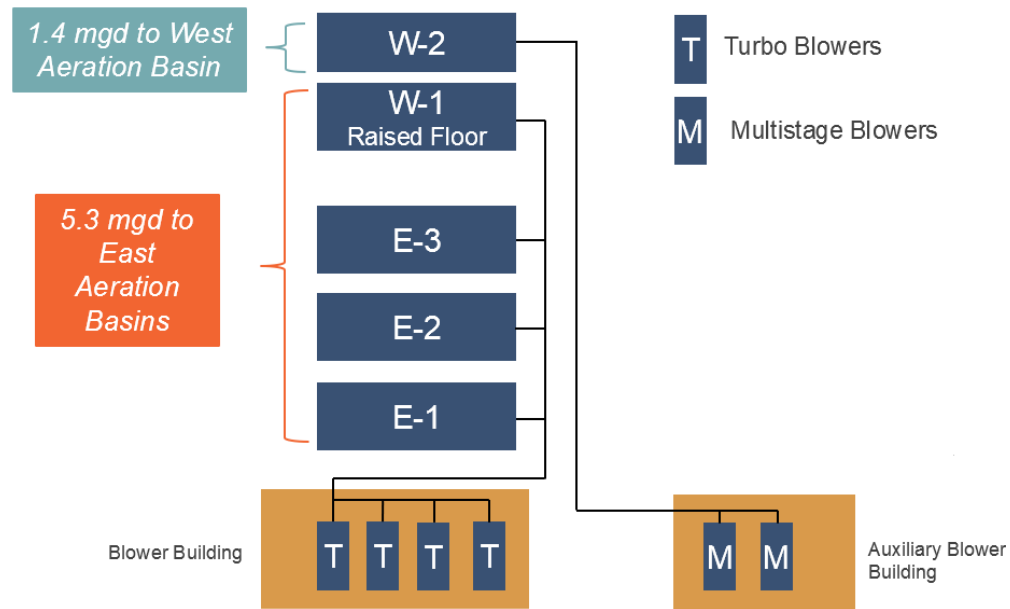 1.4 mgd to West
Aeration Basin
W-2
W-1
Raised Floor
5.3 mgd to
East
Aeration
Basins
E-3
E-2
E-1
T
Turbo Blowers
M
Multistage Blowers
Blower Building
T
T
T
T
M
M
Auxiliary Blower
Building